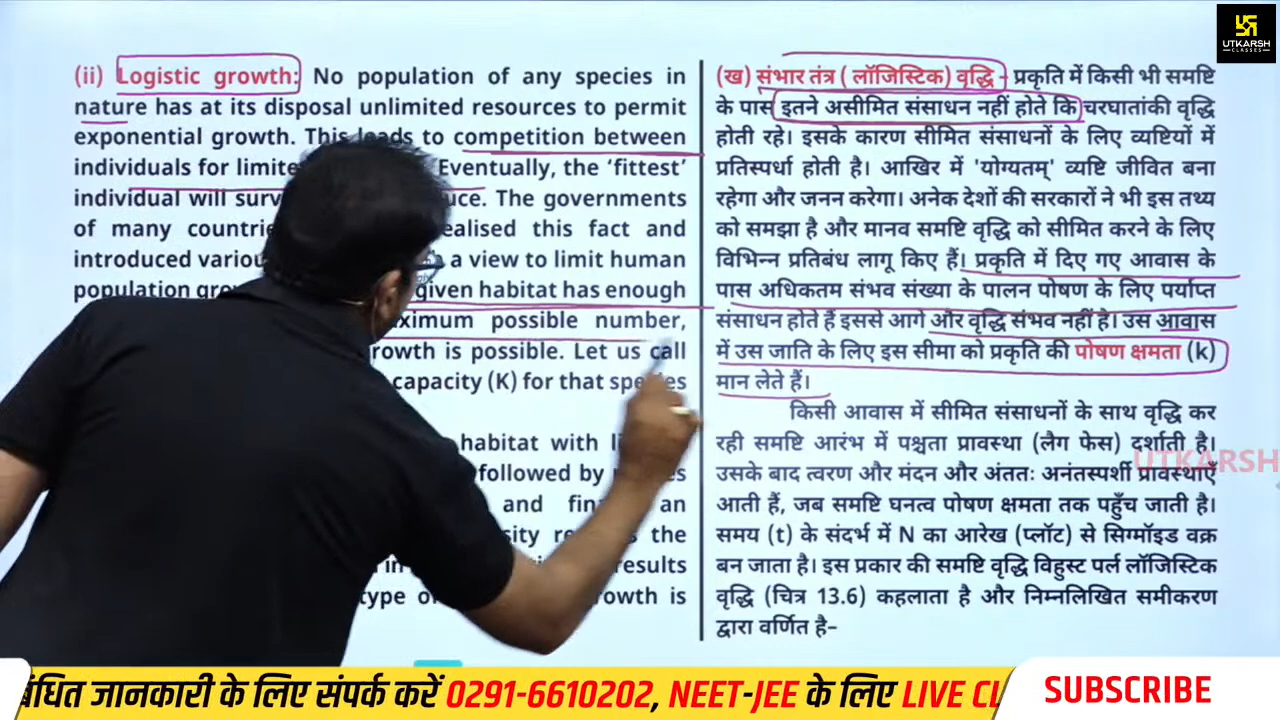 UTKARSH
CLASSES
(ii) Logistic growth: No population of any species in
nature has at its disposal unlimited resources to permit
exponential growth. This leads to competition between
individuals for limite Eventually, the ‘fittest’
individual will surv uce. The governments
of many countrie ealised this fact and
introduced variou a view to limit human
population gro given habitat has enough
ximum possible number,
rowth is possible. Let us call
capacity (K) for that species
habitat with li
followed by
and fin an
sity re s the
in results
type o rowth is
(ख) संभार तंत्र ( लॉजिस्टिक) वृद्धि - प्रकृति में किसी भी समष्टि
के पास इतने असीमित संसाधन नहीं होते कि चरघातांकी वृद्धि
होती रहे। इसके कारण सीमित संसाधनों के लिए व्यष्टियों में
प्रतिस्पर्धा होती है। आखिर में 'योग्यतम्' व्यष्टि जीवित बना
रहेगा और जनन करेगा। अनेक देशों की सरकारों ने भी इस तथ्य
को समझा है और मानव समष्टि वृद्धि को सीमित करने के लिए
विभिन्न प्रतिबंध लागू किए हैं। प्रकृति में दिए गए आवास के
पास अधिकतम संभव संख्या के पालन पोषण के लिए पर्याप्त
संसाधन होते हैं इससे आगे और वृद्धि संभव नहीं है। उस आवास
में उस जाति के लिए इस सीमा को प्रकृति की पोषण क्षमता (k)
मान लेते हैं।
किसी आवास में सीमित संसाधनों के साथ वृद्धि कर
रही समष्टि आरंभ में पश्चता प्रावस्था (लैग फेस) दर्शाती है।
उसके बाद त्वरण और मंदन और अंततः अनंतस्पर्शी प्रावस्थाएँ
आती हैं, जब समष्टि घनत्व पोषण क्षमता तक पहुँच जाती है।
समय (t) के संदर्भ में N का आरेख (प्लॉट) से सिग्मॉइड वक्र
बन जाता है। इस प्रकार की समष्टि वृद्धि विहुस्ट पर्ल लॉजिस्टिक
वृद्धि (चित्र 13.6) कहलाता है और निम्नलिखित समीकरण
द्वारा वर्णित है–
UTKARSH
बंधित जानकारी के लिए संपर्क करें 0291-6610202, NEET-JEE के लिए LIVE CL
SUBSCRIBE